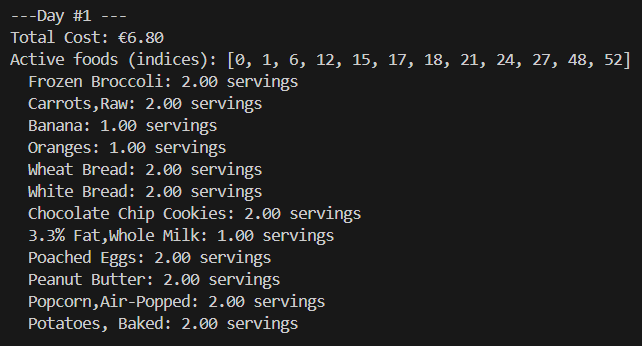 ---Day #1 ---
Total Cost: €6.80
Active foods (indices): [0, 1, 6, 12, 15, 17, 18, 21, 24, 27, 48, 52]
  Frozen Broccoli: 2.00 servings
  Carrots,Raw: 2.00 servings
  Banana: 1.00 servings
  Oranges: 1.00 servings
  Wheat Bread: 2.00 servings
  White Bread: 2.00 servings
  Chocolate Chip Cookies: 2.00 servings
  3.3% Fat,Whole Milk: 1.00 servings
  Poached Eggs: 2.00 servings
  Peanut Butter: 2.00 servings
  Popcorn,Air-Popped: 2.00 servings
  Potatoes, Baked: 2.00 servings